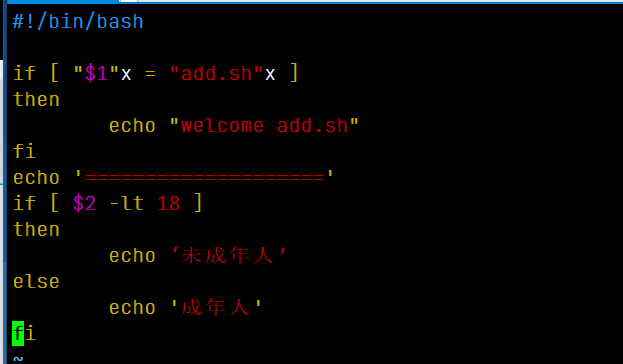 #!/bin/bash

if [ "$1"x = "add.sh"x ]
then
        echo "welcome add.sh"
fi
echo '===================='
if [ $2 -lt 18 ]
then
        echo ‘未成年人’
else
        echo '成年人'
fi
~